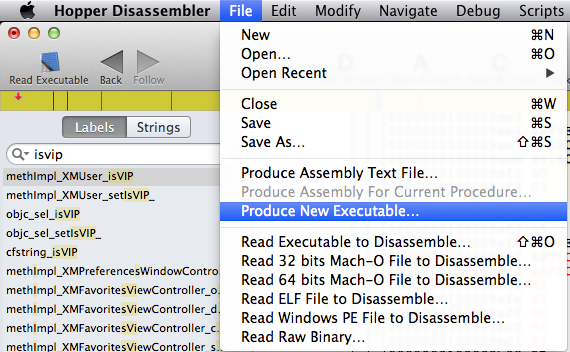 Hopper Disassembler File Edit Modify Navigate Debug Scripts
New ⌘N
Open... ⌘O
Open Recent ▶
Close ⌘W
Save ⌘S
Save As... ⇧⌘S
Produce Assembly Text File...
Produce Assembly For Current Procedure...
Produce New Executable...
Read Executable to Disassemble... ⇧⌘O
Read 32 bits Mach-O File to Disassemble...
Read 64 bits Mach-O File to Disassemble...
Read ELF File to Disassemble...
Read Windows PE File to Disassemble...
Read Raw Binary...
Read Executable Back Follow
D A C
Labels Strings
isvip
methImpl_XMUser_isVIP
methImpl_XMUser_setIsVIP_
objc_sel_isVIP
objc_sel_setIsVIP_
cfstring_isVIP
methImpl_XMPreferencesWindowContro...
methImpl_XMFavoritesViewController_o...
methImpl_XMFavoritesViewController_d...
methImpl_XMFavoritesViewController_c...
methImpl_XMFavoritesViewController_s...